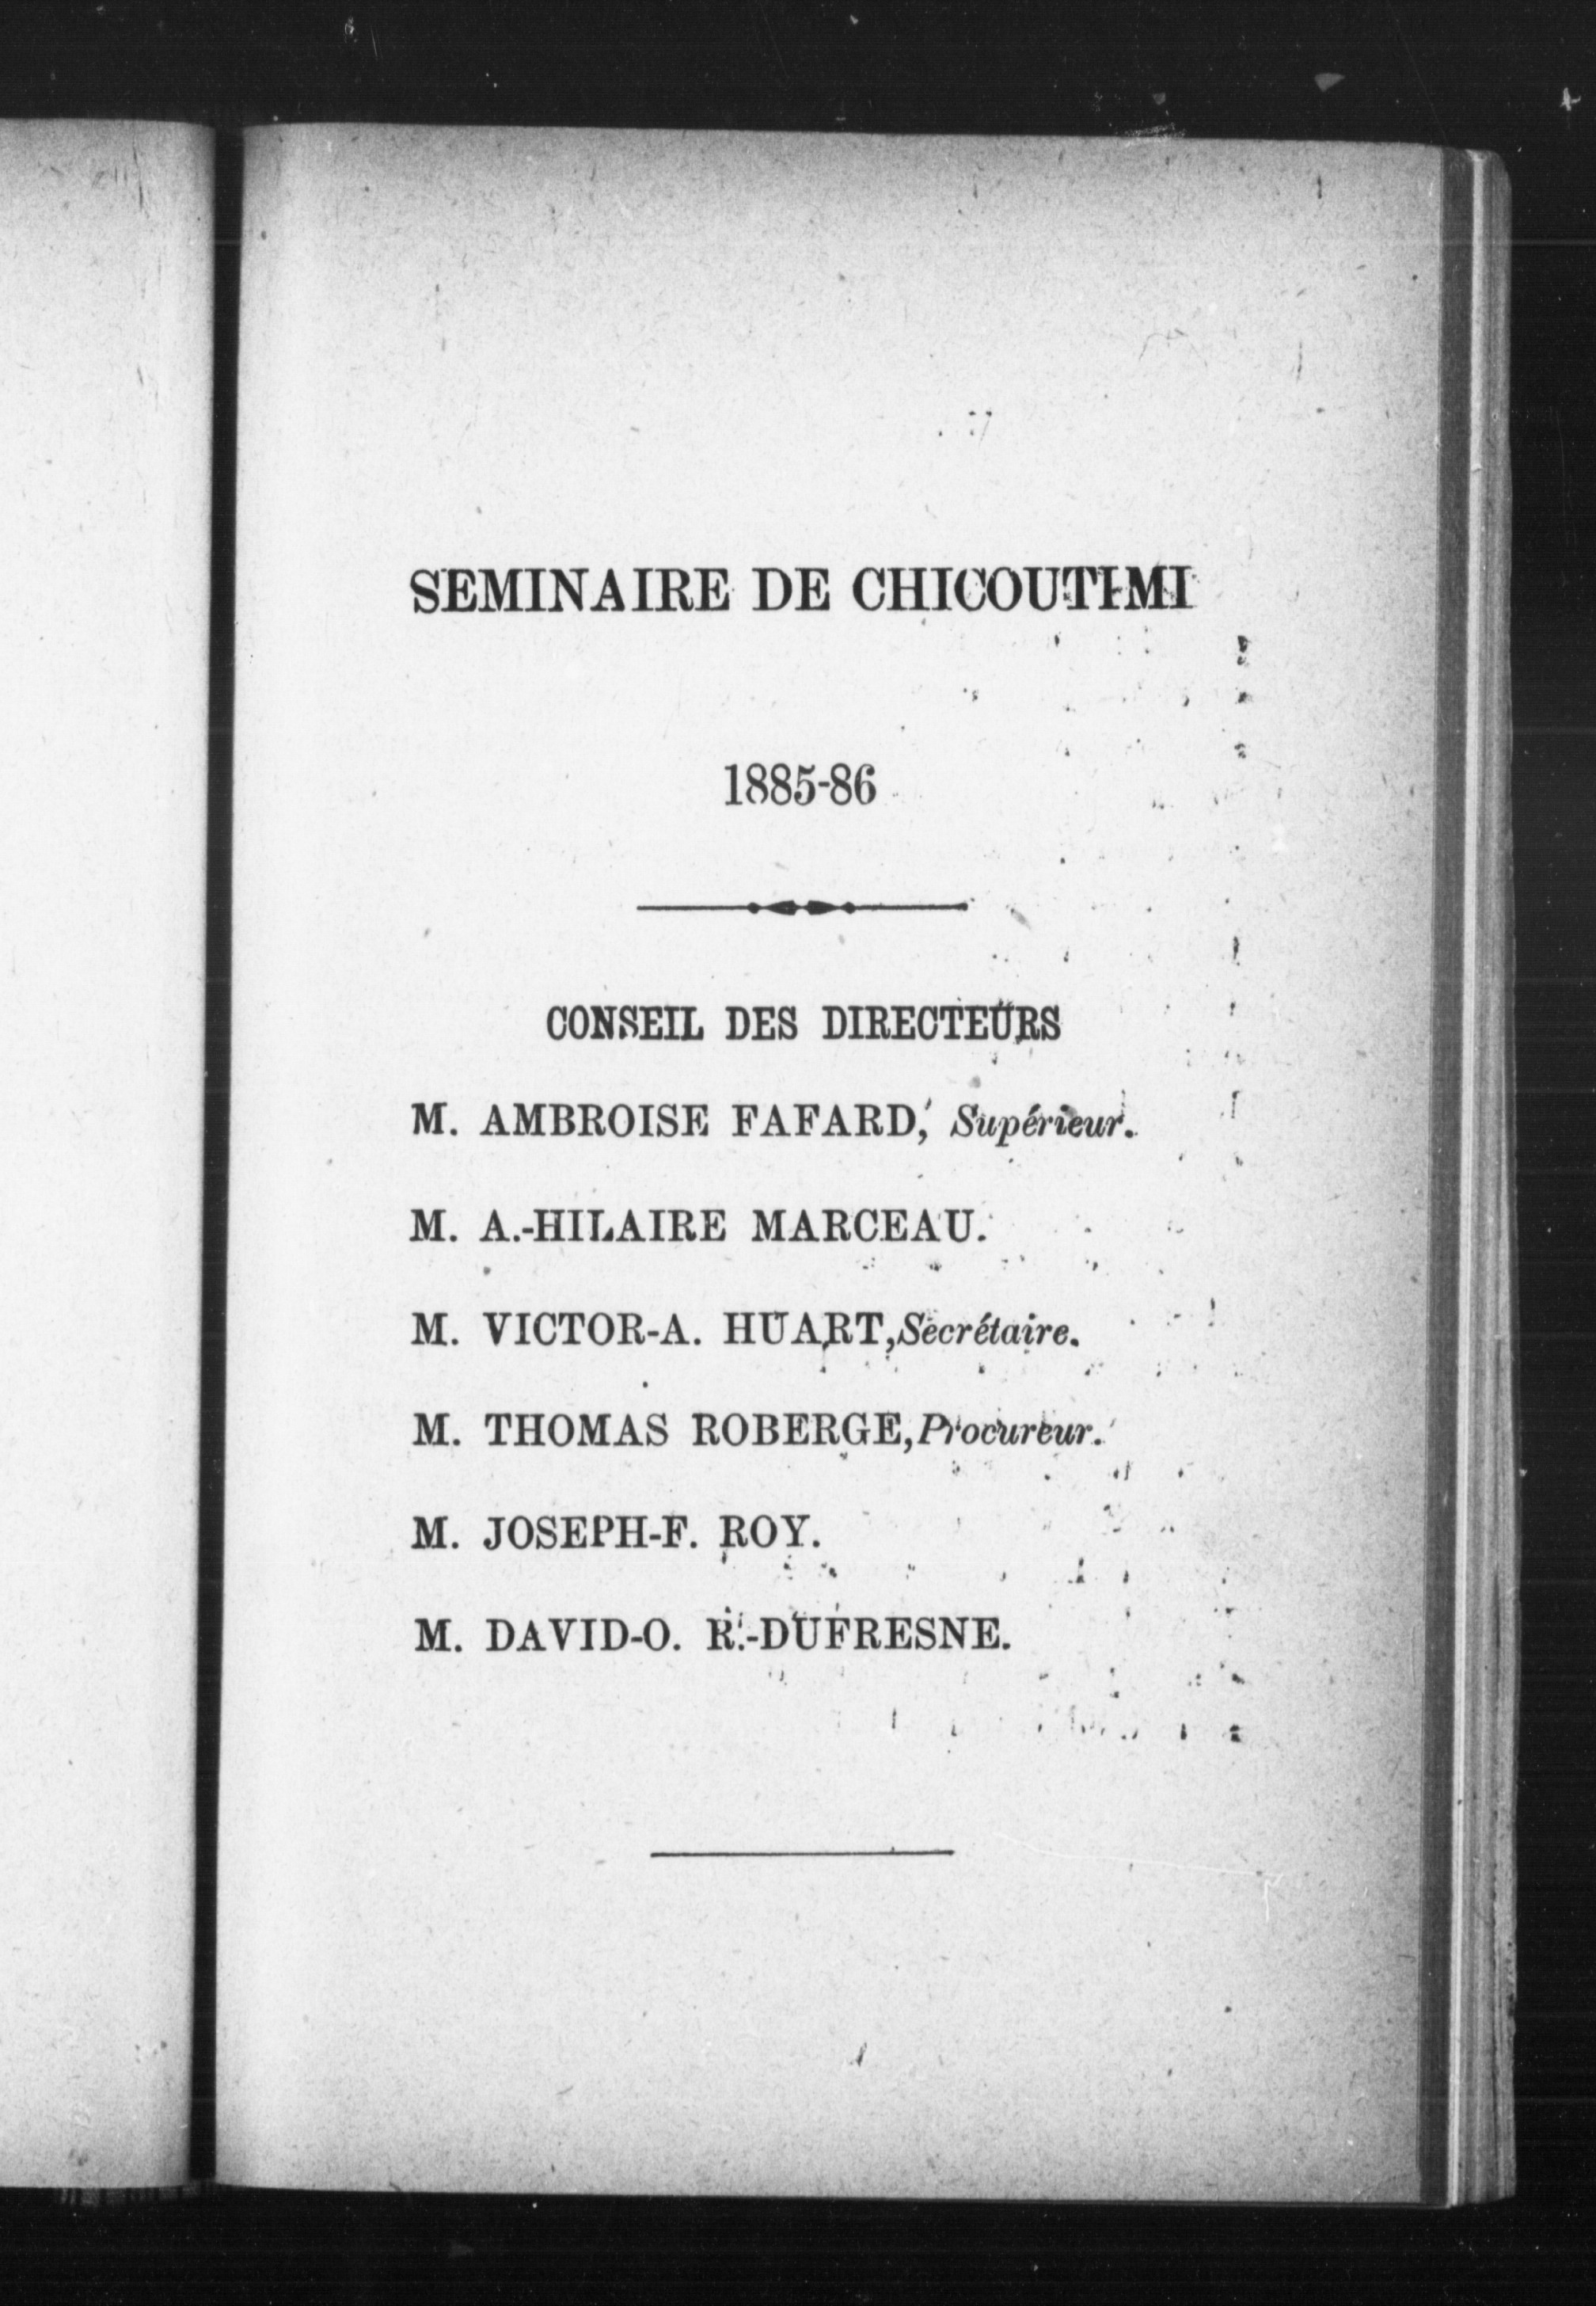 SEMINAIRE DE CHICOUTIMI
1885-86
CONSEIL DES DIRECTEURS
M. AMBROISE FAFARD, Supérieur.
M. A.-HILAIRE MARCEAU.
M. VICTOR-A. HUART, Secrétaire.
M. THOMAS ROBERGE, Procureur.
M. JOSEPH-F. ROY.
M. DAVID-O. R.-DUFRESNE.